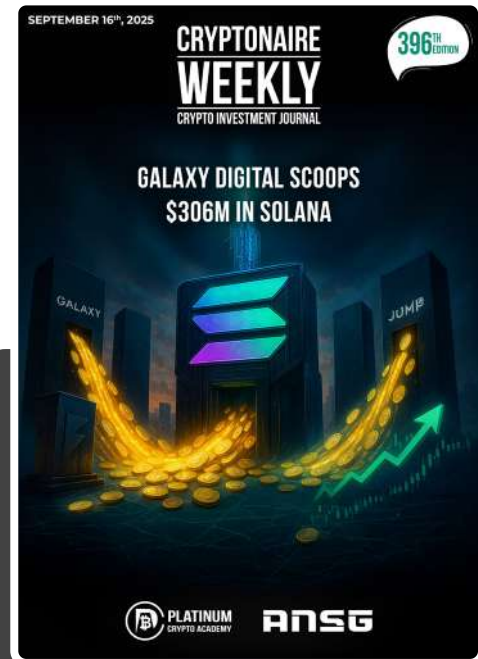 SEPTEMBER 16th, 2025
CRYPTONAIRE
WEEKLY
CRYPTO INVESTMENT JOURNAL
396TH
EDITION
GALAXY DIGITAL SCOOPS
$306M IN SOLANA
GALAXY
JUMP
PLATINUM
CRYPTO ACADEMY
ANSG